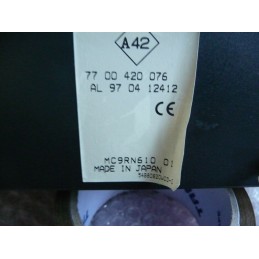 A42
77 00 420 076
AL 97 04 12412
CE
MC9RN610 01
MADE IN JAPAN